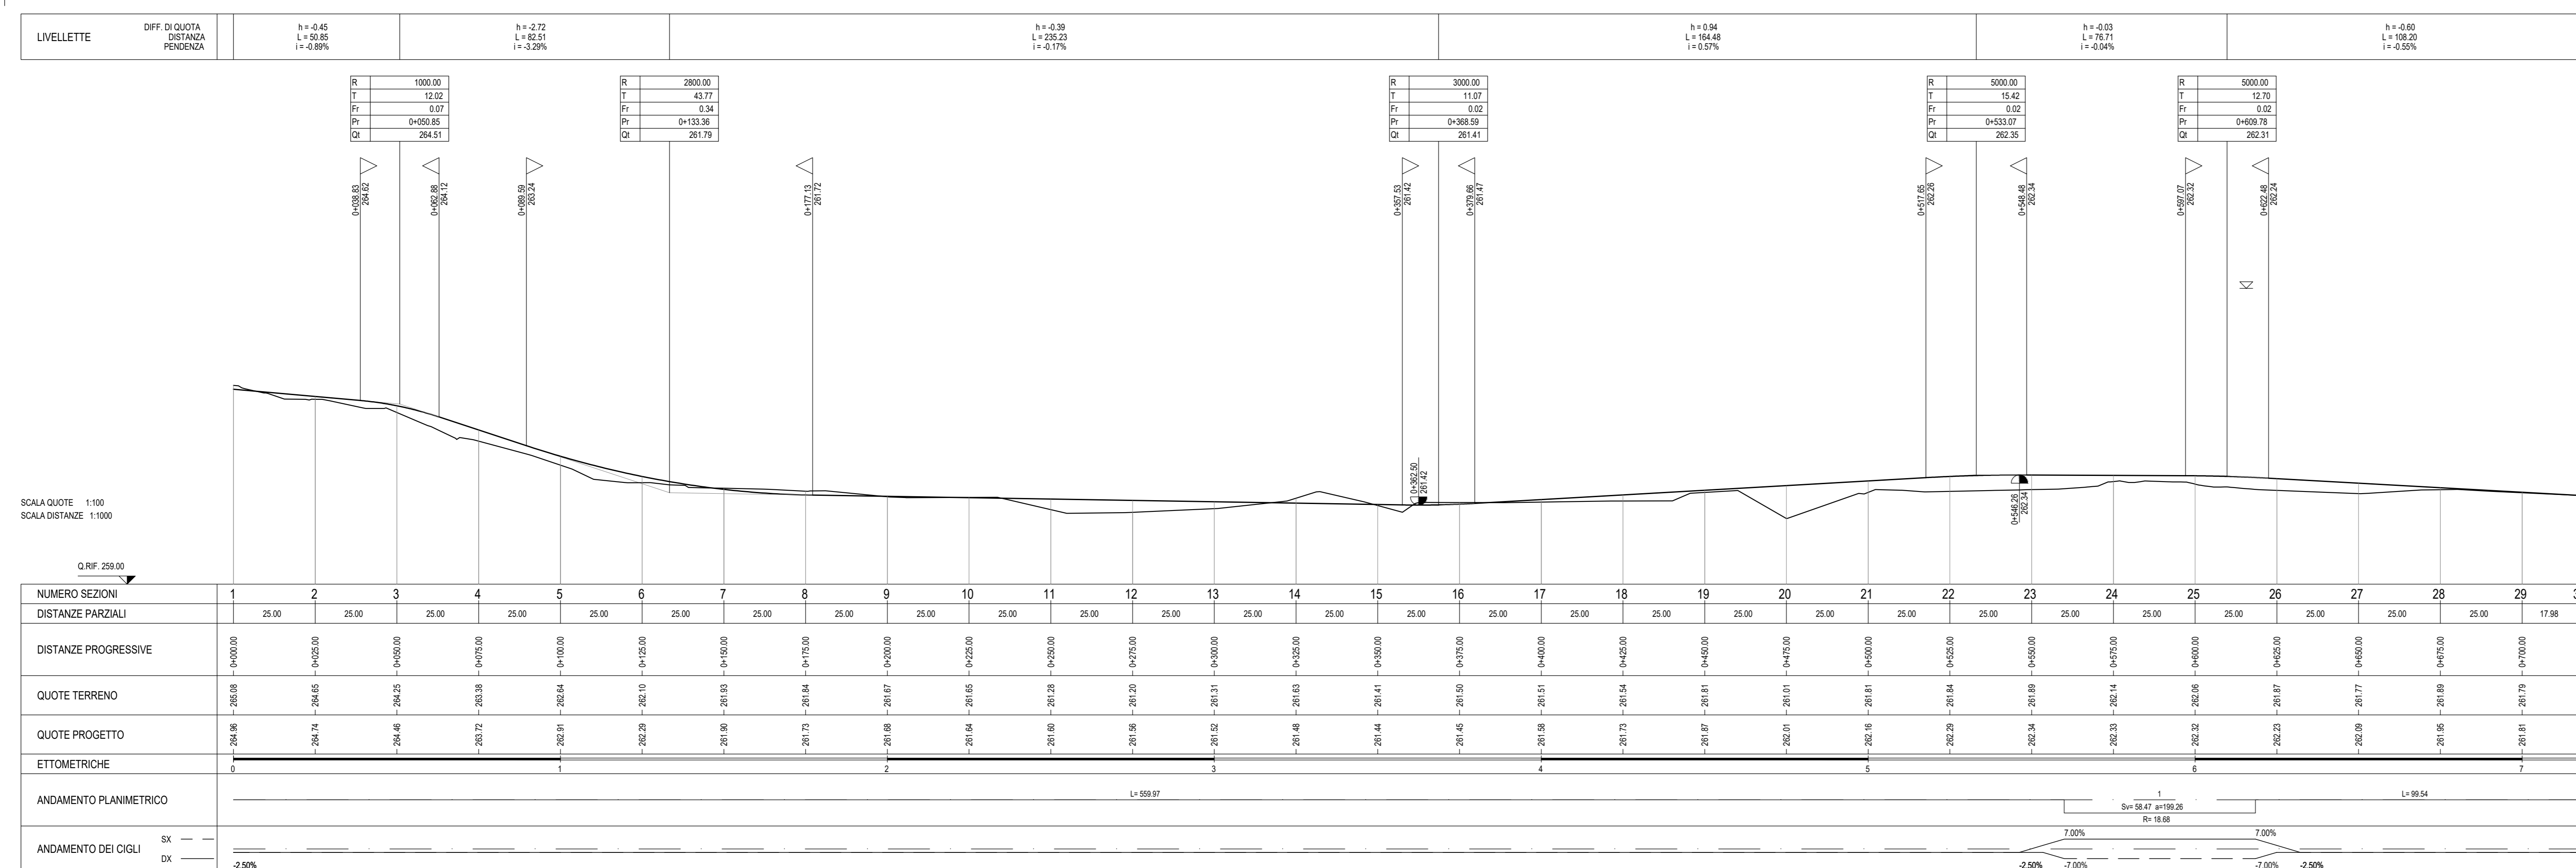 LIVELLETTE
DIFF. DI QUOTA
DISTANZA
PENDENZA
h = -0.45
L = 50.85
i = -0.89%
h = -2.72
L = 82.51
i = -3.29%
h = -0.39
L = 235.23
i = -0.17%
h = 0.94
L = 164.48
i = 0.57%
h = -0.03
L = 76.71
i = -0.04%
h = -0.60
L = 108.20
i = -0.55%
R 1000.00
T 12.02
Fr 0.07
Pr 0+050.85
Qt 264.51
R 2800.00
T 43.77
Fr 0.34
Pr 0+133.36
Qt 261.79
R 3000.00
T 11.07
Fr 0.02
Pr 0+368.59
Qt 261.41
R 5000.00
T 15.42
Fr 0.02
Pr 0+533.07
Qt 262.35
R 5000.00
T 12.70
Fr 0.02
Pr 0+609.78
Qt 262.31
0+038.83
264.62
0+062.88
264.12
0+089.59
263.24
0+177.13
261.72
0+357.53
261.42
0+379.66
261.47
0+517.65
262.26
0+548.48
262.34
0+597.07
262.32
0+622.48
262.24
0+362.50
261.42
0+546.26
262.34
SCALA QUOTE 1:100
SCALA DISTANZE 1:1000
Q.RIF. 259.00
NUMERO SEZIONI 1 2 3 4 5 6 7 8 9 10 11 12 13 14 15 16 17 18 19 20 21 22 23 24 25 26 27 28 29
DISTANZE PARZIALI 25.00 25.00 25.00 25.00 25.00 25.00 25.00 25.00 25.00 25.00 25.00 25.00 25.00 25.00 25.00 25.00 25.00 25.00 25.00 25.00 25.00 25.00 25.00 25.00 25.00 25.00 25.00 25.00 17.98
DISTANZE PROGRESSIVE 0+000.00 0+025.00 0+050.00 0+075.00 0+100.00 0+125.00 0+150.00 0+175.00 0+200.00 0+225.00 0+250.00 0+275.00 0+300.00 0+325.00 0+350.00 0+375.00 0+400.00 0+425.00 0+450.00 0+475.00 0+500.00 0+525.00 0+550.00 0+575.00 0+600.00 0+625.00 0+650.00 0+675.00 0+700.00
QUOTE TERRENO 265.08 264.65 264.25 263.38 262.64 262.10 261.93 261.84 261.67 261.65 261.28 261.20 261.31 261.63 261.41 261.50 261.51 261.54 261.81 261.01 261.81 261.84 261.89 262.14 262.06 261.87 261.77 261.89 261.79
QUOTE PROGETTO 264.96 264.74 264.46 263.72 262.91 262.29 261.90 261.73 261.68 261.64 261.60 261.56 261.52 261.48 261.44 261.45 261.58 261.73 261.87 262.01 262.16 262.29 262.34 262.33 262.32 262.23 262.09 261.95 261.81
ETTOMETRICHE 0 1 2 3 4 5 6 7
ANDAMENTO PLANIMETRICO
L= 559.97
1
Sv= 58.47 a=199.26
R= 18.68
L= 99.54
ANDAMENTO DEI CIGLI
SX
DX
-2.50%
7.00%
7.00%
-2.50%
-7.00%
-7.00%
-2.50%